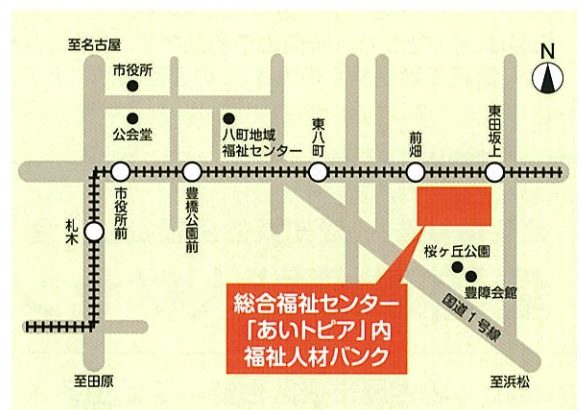 至名古屋
市役所
公会堂
八町地域
福祉センター
東八町
前畑
東田坂上
N
市役所前
豊橋公園前
札木
桜ヶ丘公園
豊障会館
国道1号線
総合福祉センター
「あいトピア」内
福祉人材バンク
至田原
至浜松